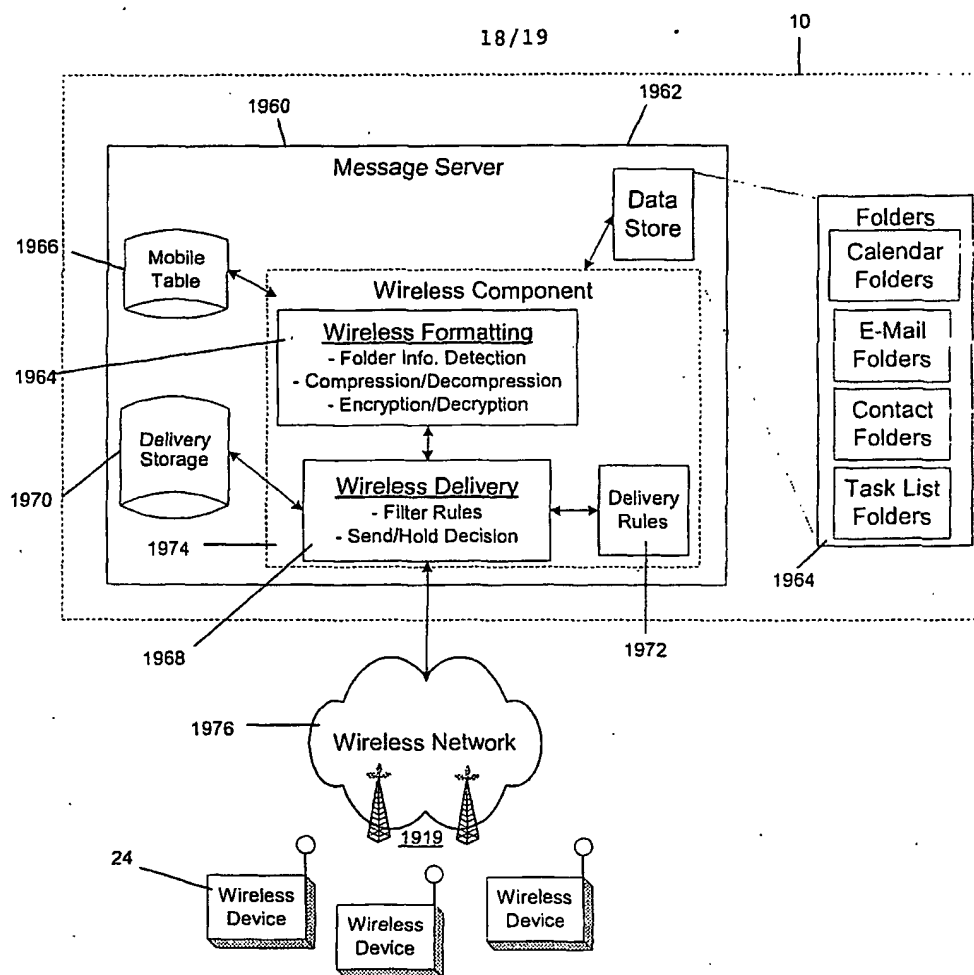 18/19
10
1960
1962
Message Server
Data
Store
1966
Mobile
Table
Wireless Component
Wireless Formatting
- Folder Info. Detection
- Compression/Decompression
- Encryption/Decryption
1964
Delivery
Storage
1970
1974
Wireless Delivery
- Filter Rules
- Send/Hold Decision
Delivery
Rules
1968
1972
Folders
Calendar
Folders
E-Mail
Folders
Contact
Folders
Task List
Folders
1964
1976
Wireless Network
1919
24
Wireless
Device
Wireless
Device
Wireless
Device